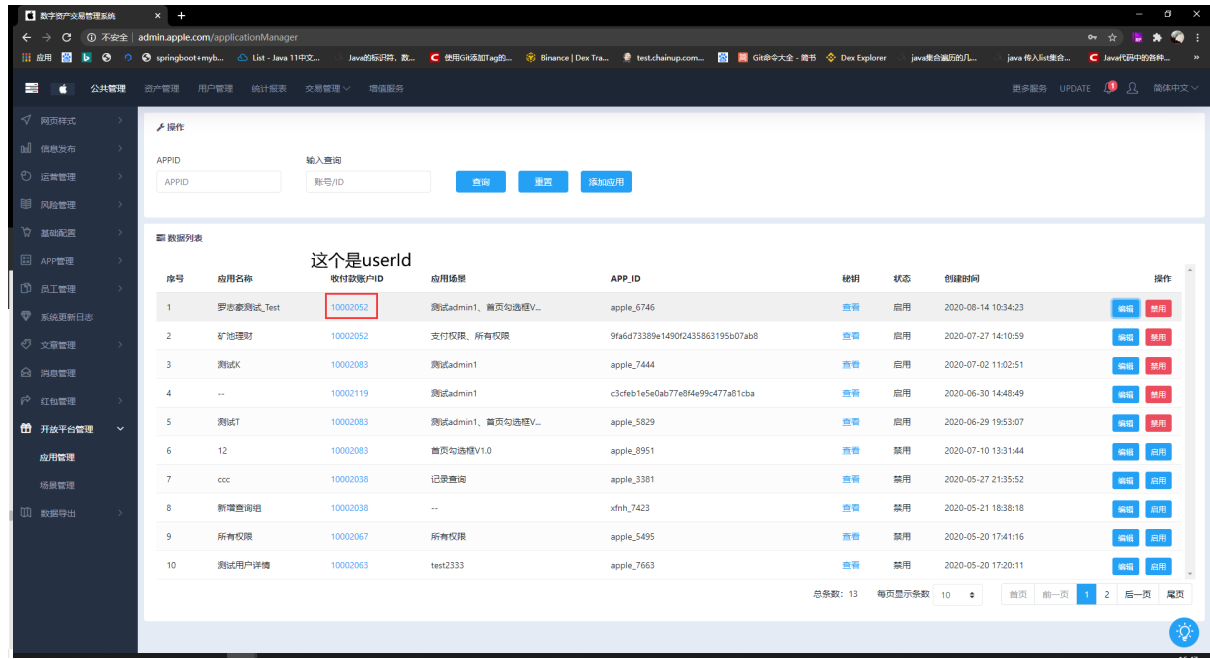 数字资产交易管理系统
不安全 | admin.apple.com/applicationManager
应用 springboot+myb... List - Java 11中文... Java的标识符、数... 使用Git添加Tag的... Binance | Dex Tra... test.chainup.com... Git命令大全 - 简书 Dex Explorer java集合遍历的几... java 传入list集合... Java代码中的各种...
公共管理 资产管理 用户管理 统计报表 交易管理 增值服务 更多服务 UPDATE 简体中文
网页样式
信息发布
运营管理
风险管理
基础配置
APP管理
员工管理
系统更新日志
文章管理
消息管理
红包管理
开放平台管理
应用管理
场景管理
数据导出
操作
APPID 输入查询
APPID 账号/ID 查询 重置 添加应用
数据列表
这个是userId
序号 应用名称 收付款账户ID 应用场景 APP_ID 秘钥 状态 创建时间 操作
1 罗志豪测试_Test 10002052 测试admin1、首页勾选框V... apple_6746 查看 启用 2020-08-14 10:34:23 编辑 禁用
2 矿池理财 10002052 支付权限、所有权限 9fa6d73389e1490f2435863195b07ab8 查看 启用 2020-07-27 14:10:59 编辑 禁用
3 测试K 10002083 测试admin1 apple_7444 查看 启用 2020-07-02 11:02:51 编辑 禁用
4 -- 10002119 测试admin1 c3cfeb1e5e0ab77e8f4e99c477a81cba 查看 启用 2020-06-30 14:48:49 编辑 禁用
5 测试T 10002083 测试admin1、首页勾选框V... apple_5829 查看 启用 2020-06-29 19:53:07 编辑 禁用
6 12 10002083 首页勾选框V1.0 apple_8951 查看 禁用 2020-07-10 13:31:44 编辑 启用
7 ccc 10002038 记录查询 apple_3381 查看 禁用 2020-05-27 21:35:52 编辑 启用
8 新增查询组 10002038 -- xfnh_7423 查看 禁用 2020-05-21 18:38:18 编辑 启用
9 所有权限 10002067 所有权限 apple_5495 查看 禁用 2020-05-20 17:41:16 编辑 启用
10 测试用户详情 10002063 test2333 apple_7663 查看 禁用 2020-05-20 17:20:11 编辑 启用
总条数: 13 每页显示条数 10 首页 前一页 1 2 后一页 尾页